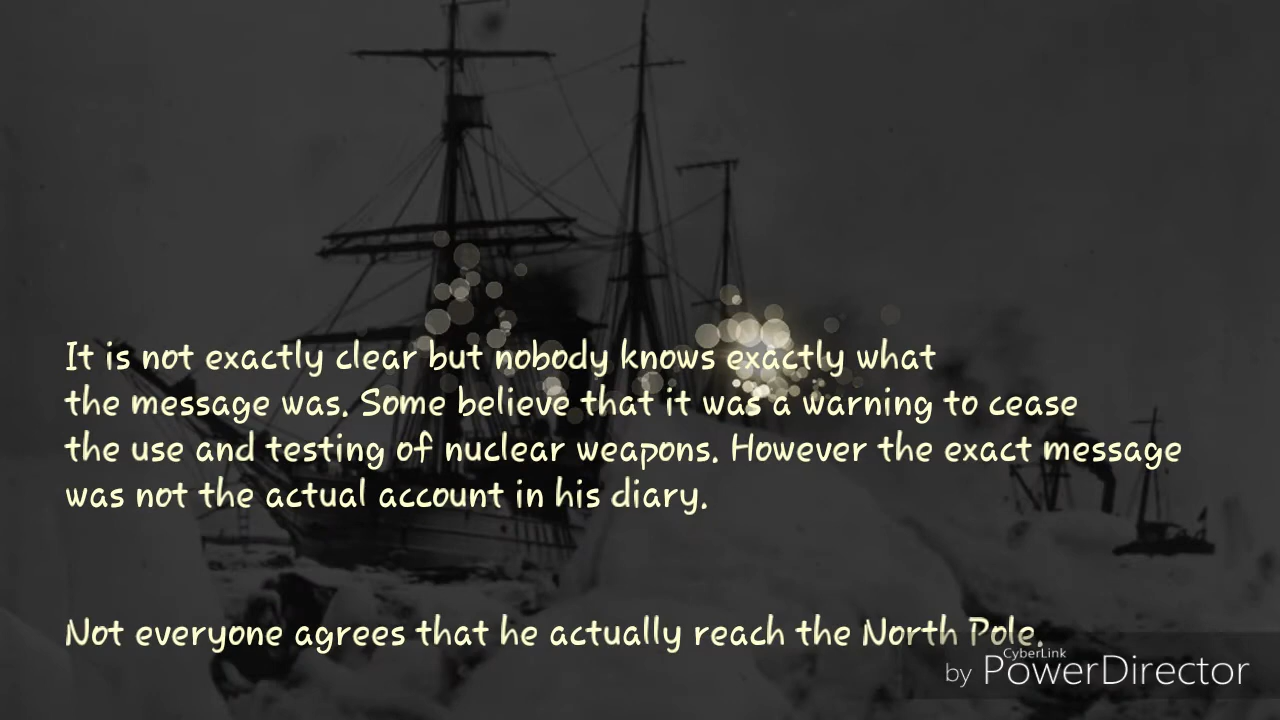 It is not exactly clear but nobody knows exactly what
the message was. Some believe that it was a warning to cease
the use and testing of nuclear weapons. However the exact message
was not the actual account in his diary.
Not everyone agrees that he actually reach the North Pole.
CyberLink
by PowerDirector